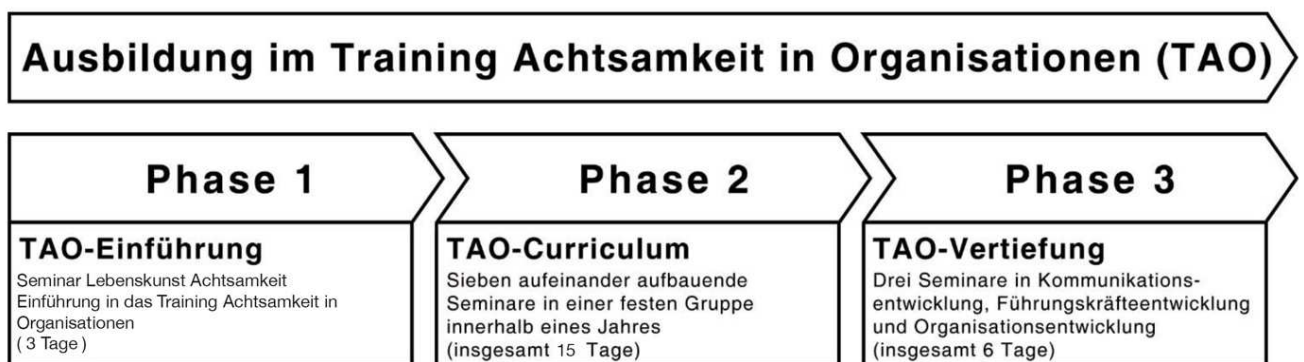 Ausbildung im Training Achtsamkeit in Organisationen (TAO)
Phase 1
TAO-Einführung
Seminar Lebenskunst Achtsamkeit
Einführung in das Training Achtsamkeit in
Organisationen
( 3 Tage )
Phase 2
TAO-Curriculum
Sieben aufeinander aufbauende
Seminare in einer festen Gruppe
innerhalb eines Jahres
(insgesamt 15 Tage)
Phase 3
TAO-Vertiefung
Drei Seminare in Kommunikations-
entwicklung, Führungskräfteentwicklung
und Organisationsentwicklung
(insgesamt 6 Tage)